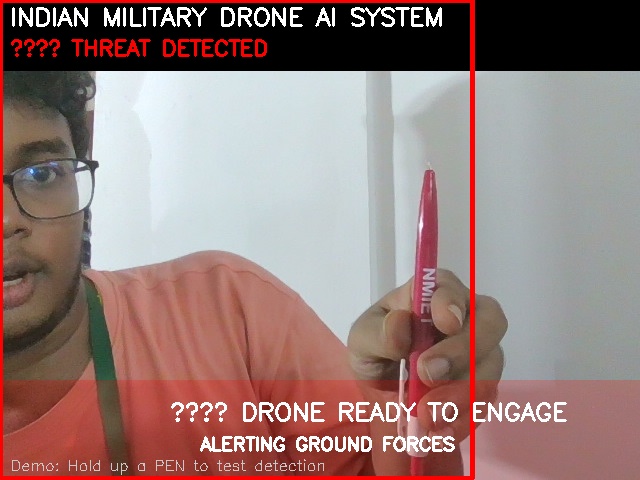 INDIAN MILITARY DRONE AI SYSTEM
???? THREAT DETECTED
NMIET
???? DRONE READY TO ENGAGE
ALERTING GROUND FORCES
Demo: Hold up a PEN to test detection